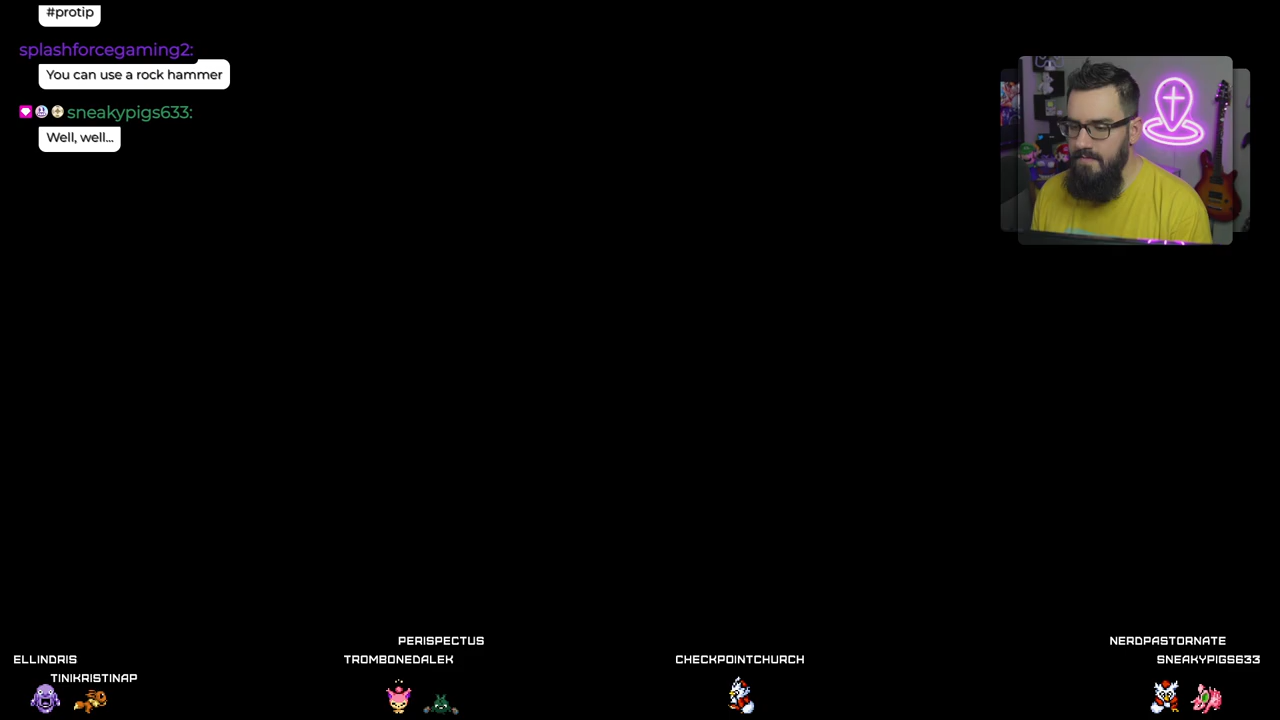 #protip
splashforcegaming2:
You can use a rock hammer
sneakypigs633:
Well, well...
PERISPECTUS
NERDPASTORNATE
ELLINDRIS
TROMBONEDALEK
CHECKPOINTCHURCH
SNEAKYPIGS633
TINIKRISTINAP